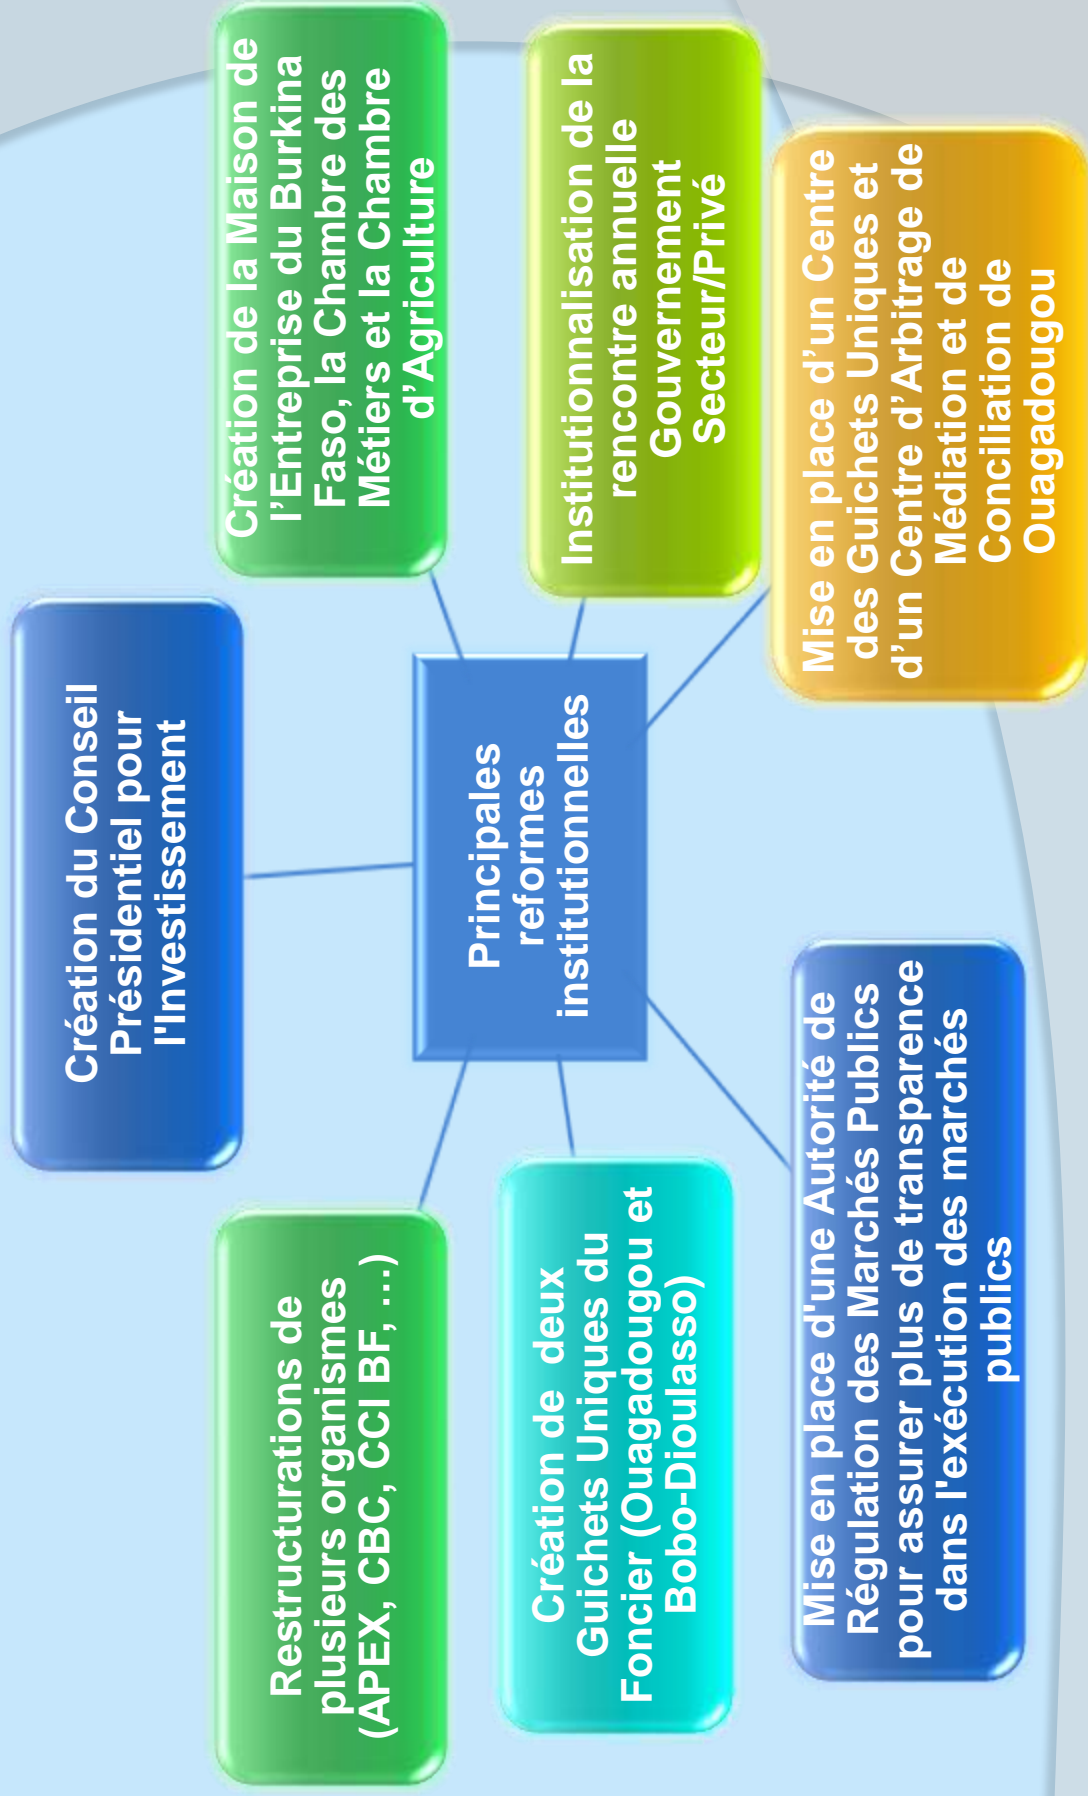 Création du Conseil
Présidentiel pour
l'Investissement
Restructurations de
plusieurs organismes
(APEX, CBC, CCI BF, …)
Création de la Maison de
l’Entreprise du Burkina
Faso, la Chambre des
Métiers et la Chambre
d’Agriculture
Principales
reformes
institutionnelles
Création de deux
Guichets Uniques du
Foncier (Ouagadougou et
Bobo-Dioulasso)
Institutionnalisation de la
rencontre annuelle
Gouvernement
Secteur/Privé
Mise en place d'une Autorité de
Régulation des Marchés Publics
pour assurer plus de transparence
dans l'exécution des marchés
publics
Mise en place d’un Centre
des Guichets Uniques et
d’un Centre d’Arbitrage de
Médiation et de
Conciliation de
Ouagadougou